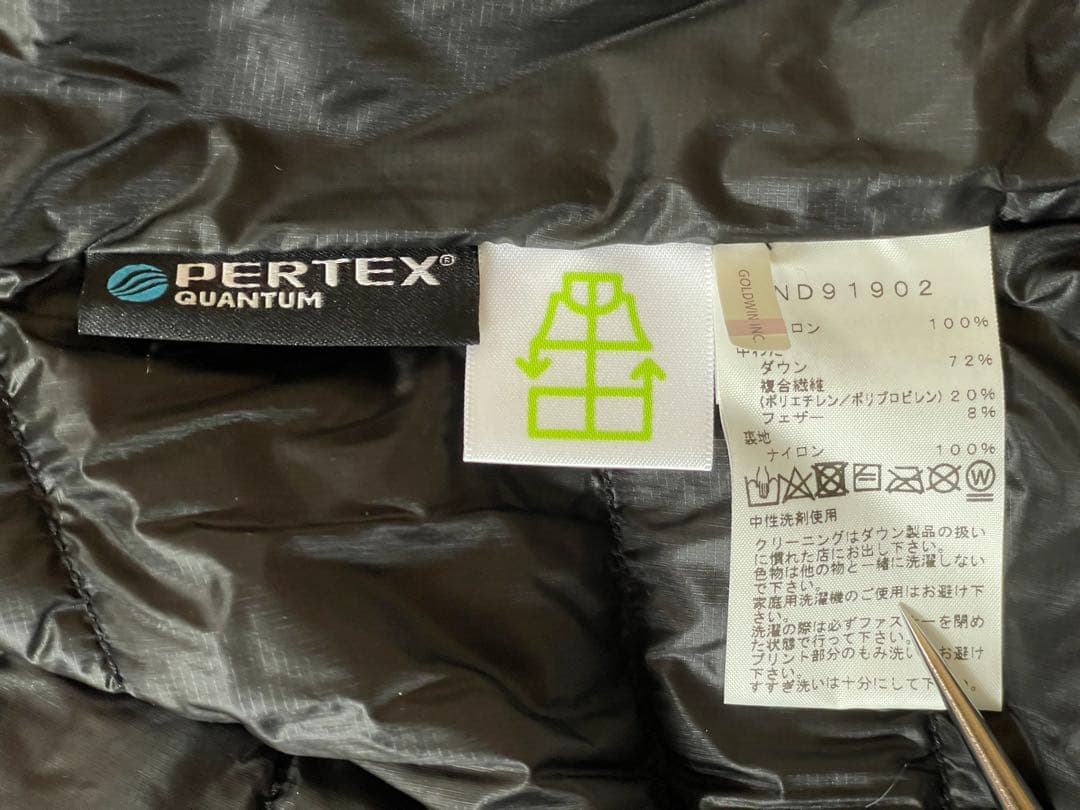 PERTEX®
QUANTUM
GOLDWIN INC
ND91902
ロン 100%
中わた
ダウン 72%
複合繊維
(ポリエチレン/ポリプロピレン) 20%
フェザー 8%
裏地
ナイロン 100%
W
中性洗剤使用
クリーニングはダウン製品の扱い
に慣れた店にお出し下さい。
色物は他の物と一緒に洗濯しない
で下さい。
家庭用洗濯機のご使用はお避け下
さい。
洗濯の際は必ずファスナーを閉め
た状態で行って下さい。
プリント部分のもみ洗い お避け
下さい。
すすぎ洗いは十分にして下 い。